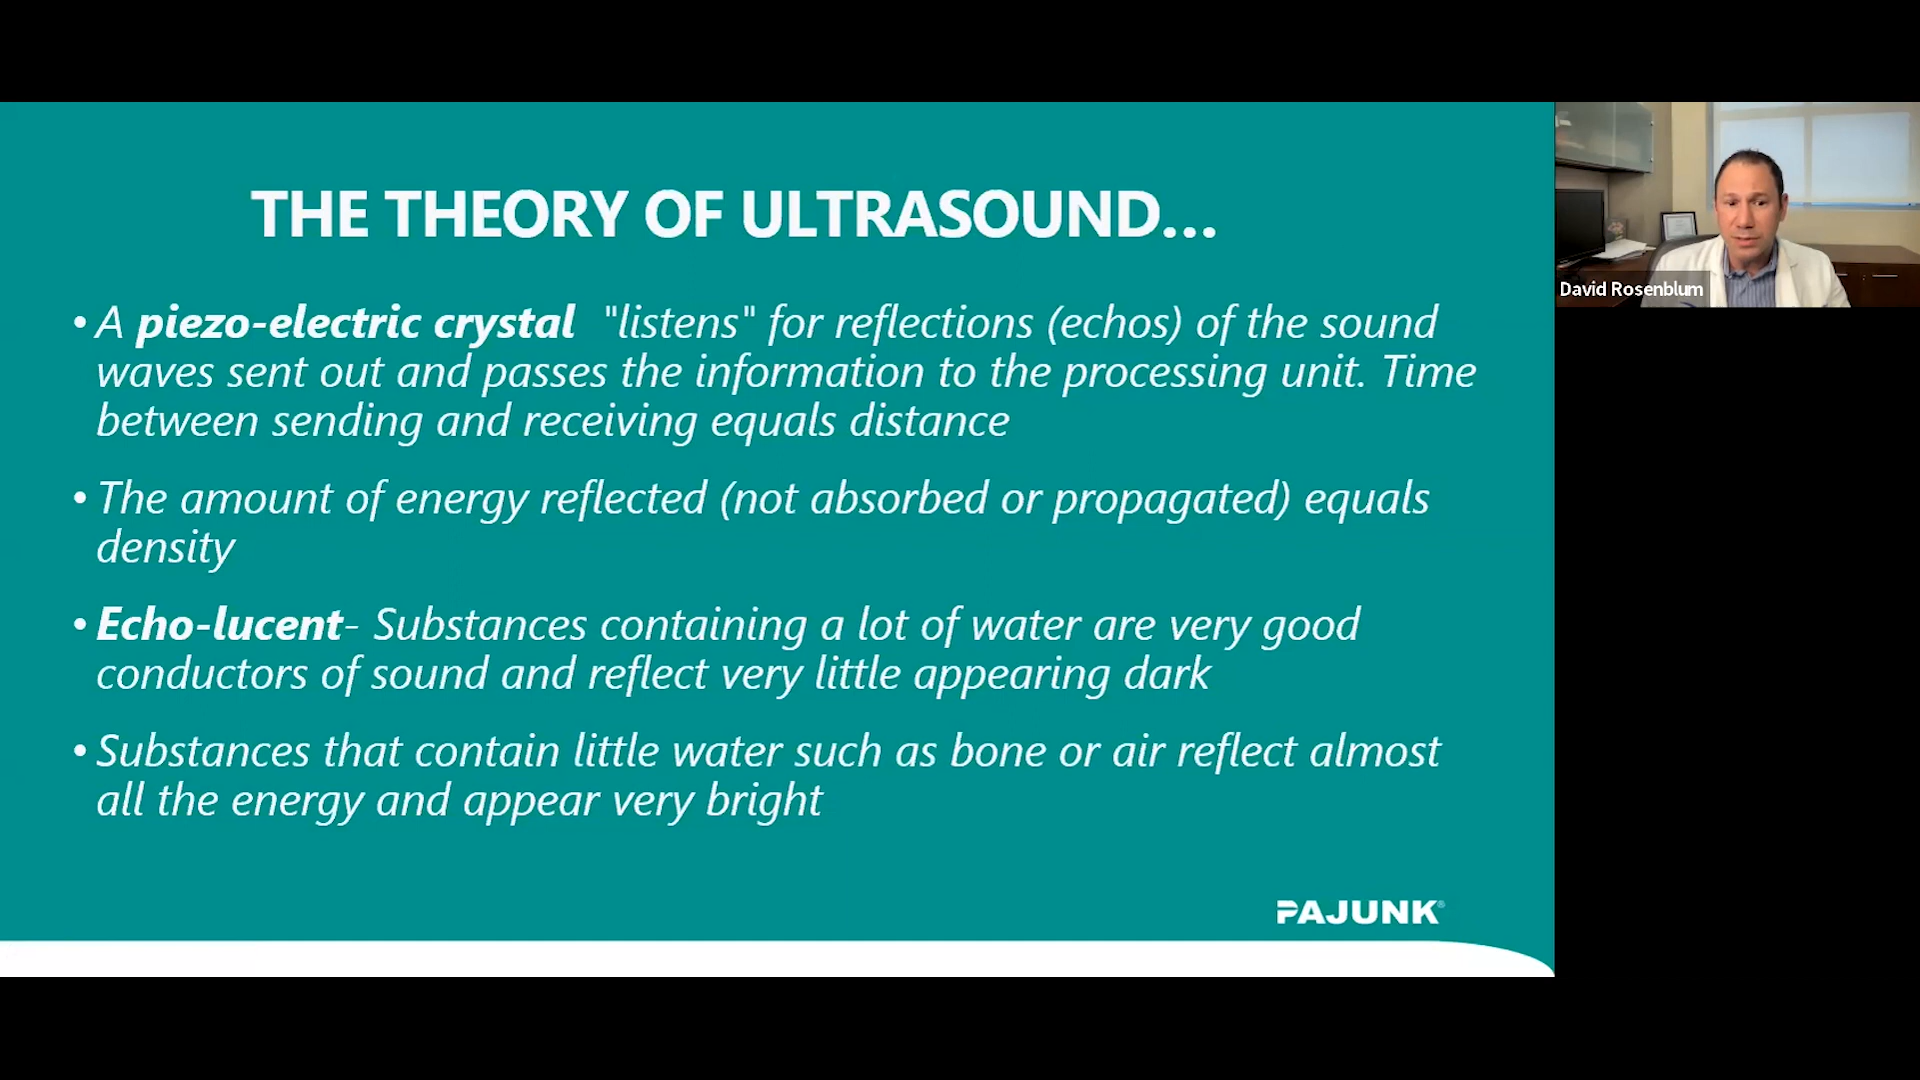 THE THEORY OF ULTRASOUND...
• A piezo-electric crystal "listens" for reflections (echos) of the sound
waves sent out and passes the information to the processing unit. Time
between sending and receiving equals distance
• The amount of energy reflected (not absorbed or propagated) equals
density
• Echo-lucent- Substances containing a lot of water are very good
conductors of sound and reflect very little appearing dark
• Substances that contain little water such as bone or air reflect almost
all the energy and appear very bright
PAJUNK®
David Rosenblum